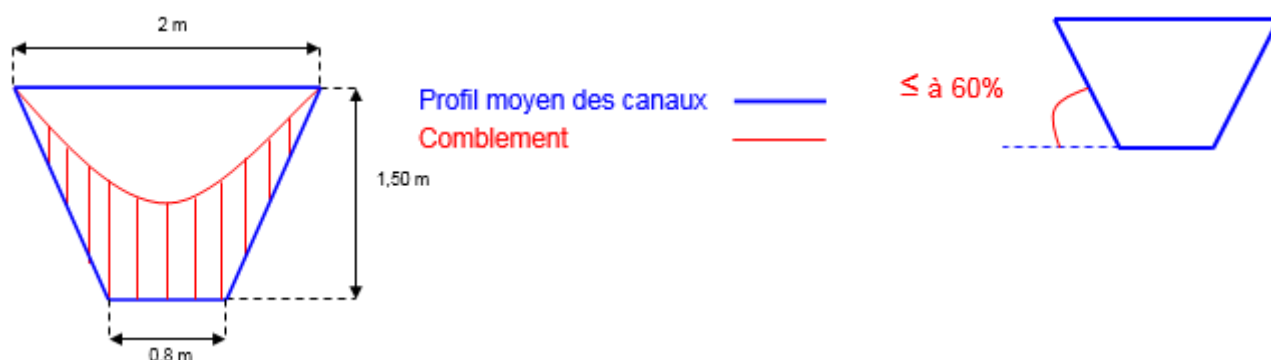 2 m
Profil moyen des canaux
Comblement
≤ à 60%
1,50 m
0,8 m